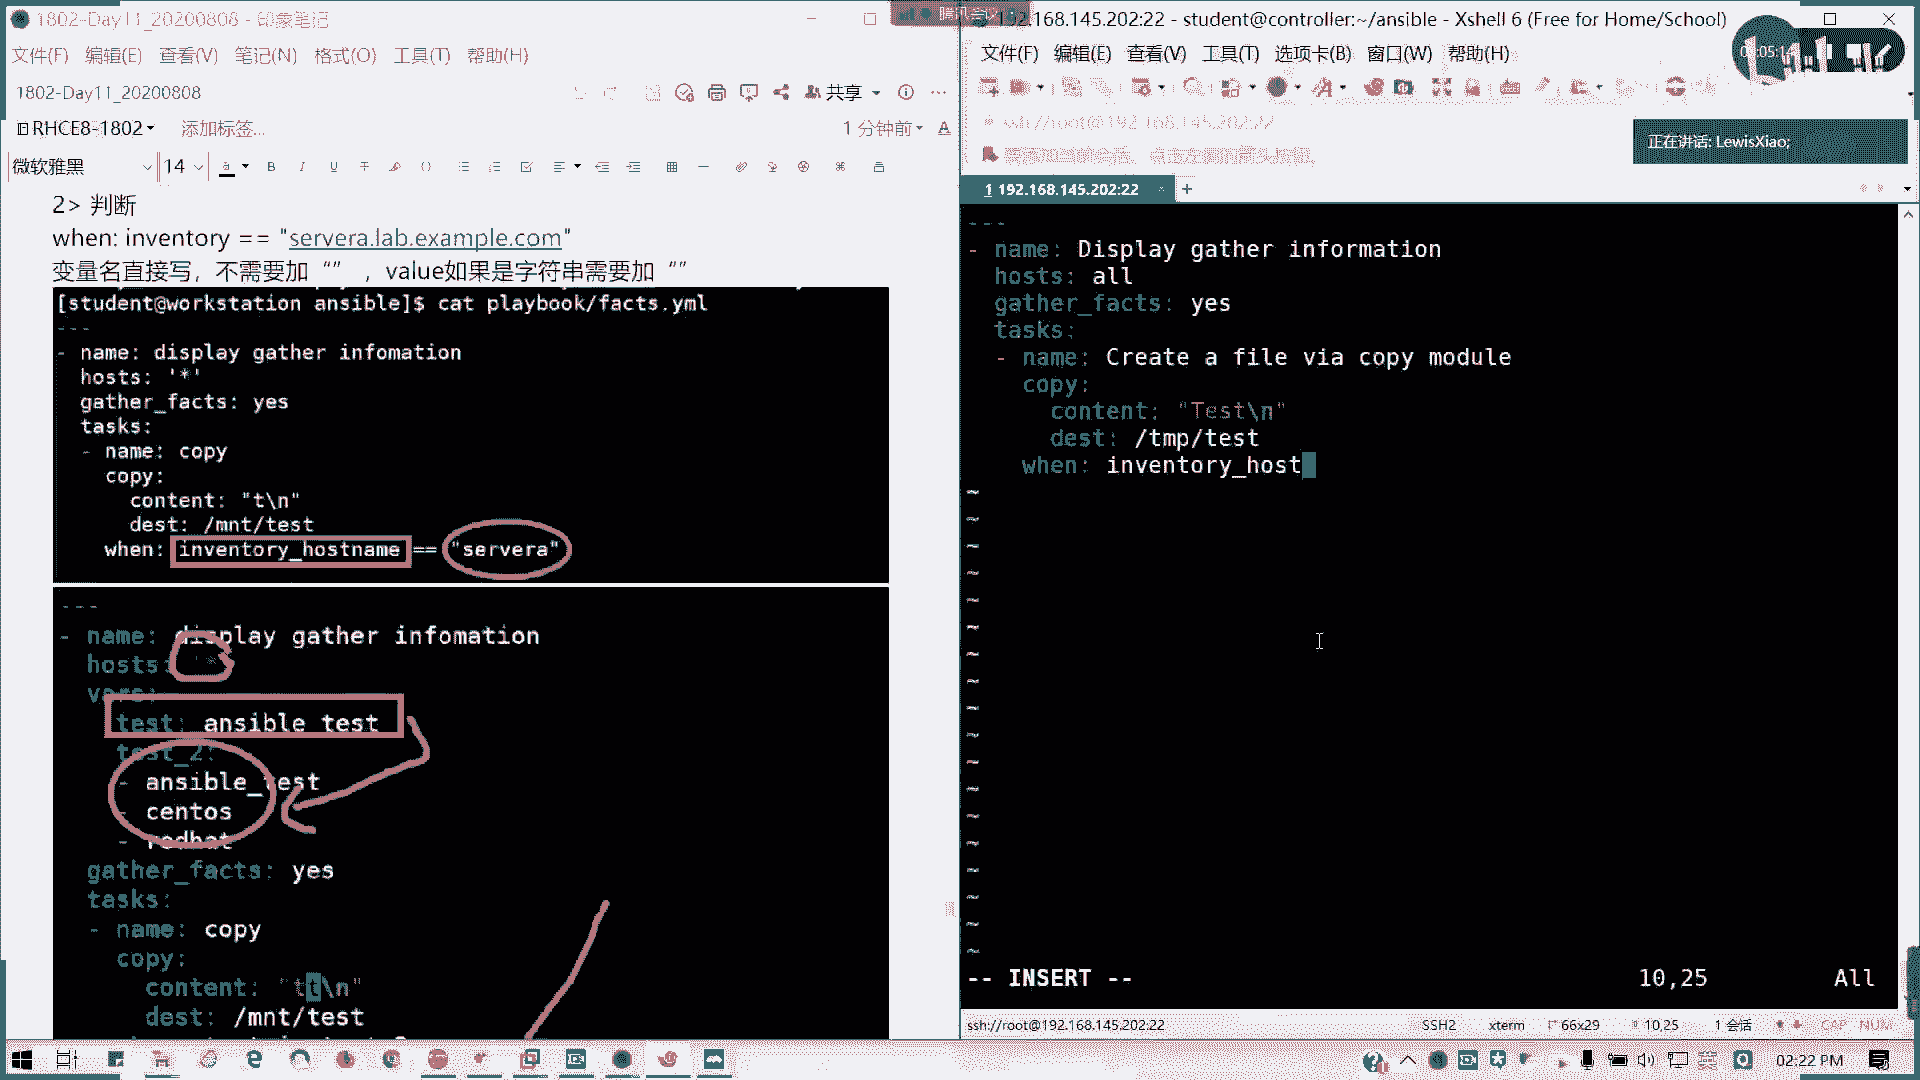 1802-Day11_20200808 - 印象笔记
文件(F) 编辑(E) 查看(V) 笔记(N) 格式(O) 工具(T) 帮助(H)
1802-Day11_20200808
共享
RHCE8-1802 添加标签...
1 分钟前
微软雅黑 14
2> 判断
when: inventory == "servera.lab.example.com"
变量名直接写，不需要加“”，value如果是字符串需要加“”
[student@workstation ansible]$ cat playbook/facts.yml
---
- name: display gather infomation
hosts: '*'
gather_facts: yes
tasks:
- name: copy
copy:
content: "t\n"
dest: /mnt/test
when: inventory_hostname == "servera"
---
- name: display gather infomation
hosts: '*'
vars:
test: ansible_test
test_2:
- ansible_test
- centos
- redhat
gather_facts: yes
tasks:
- name: copy
copy:
content: "tt\n"
dest: /mnt/test
腾讯会议
192.168.145.202:22 - student@controller:~/ansible - Xshell 6 (Free for Home/School)
文件(F) 编辑(E) 查看(V) 工具(T) 选项卡(B) 窗口(W) 帮助(H)
ssh://root@192.168.145.202:22
要添加当前会话，点击左侧的箭头按钮。
正在讲话: LewisXiao;
1 192.168.145.202:22
---
- name: Display gather information
hosts: all
gather_facts: yes
tasks:
- name: Create a file via copy module
copy:
content: "Test\n"
dest: /tmp/test
when: inventory_host
-- INSERT -- 10,25 All
ssh://root@192.168.145.202:22 SSH2 xterm 66x29 10,25 1 会话 CAP NUM
英 02:22 PM